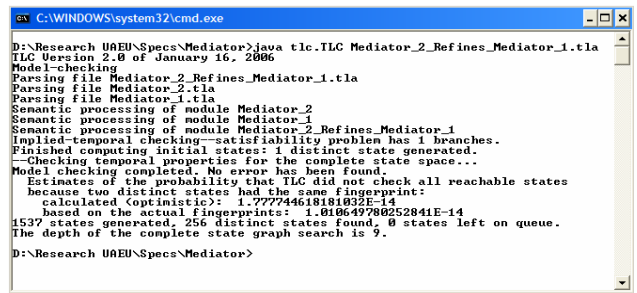 C:\WINDOWS\system32\cmd.exe
D:\Research UAEU\Specs\Mediator>java tlc.TLC Mediator_2_Refines_Mediator_1.tla
TLC Version 2.0 of January 16, 2006
Model-checking
Parsing file Mediator_2_Refines_Mediator_1.tla
Parsing file Mediator_2.tla
Parsing file Mediator_1.tla
Semantic processing of module Mediator_2
Semantic processing of module Mediator_1
Semantic processing of module Mediator_2_Refines_Mediator_1
Implied-temporal checking--satisfiability problem has 1 branches.
Finished computing initial states: 1 distinct state generated.
--Checking temporal properties for the complete state space...
Model checking completed. No error has been found.
Estimates of the probability that TLC did not check all reachable states
because two distinct states had the same fingerprint:
calculated (optimistic): 1.777744618181032E-14
based on the actual fingerprints: 1.010649780252841E-14
1537 states generated, 256 distinct states found, 0 states left on queue.
The depth of the complete state graph search is 9.
D:\Research UAEU\Specs\Mediator>